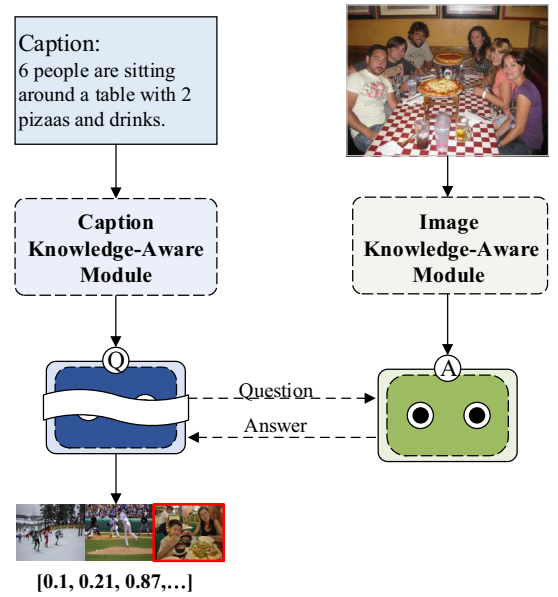 Caption:
6 people are sitting
around a table with 2
pizaas and drinks.
Caption
Knowledge-Aware
Module
Image
Knowledge-Aware
Module
Q
A
Question
Answer
[0.1, 0.21, 0.87,...]